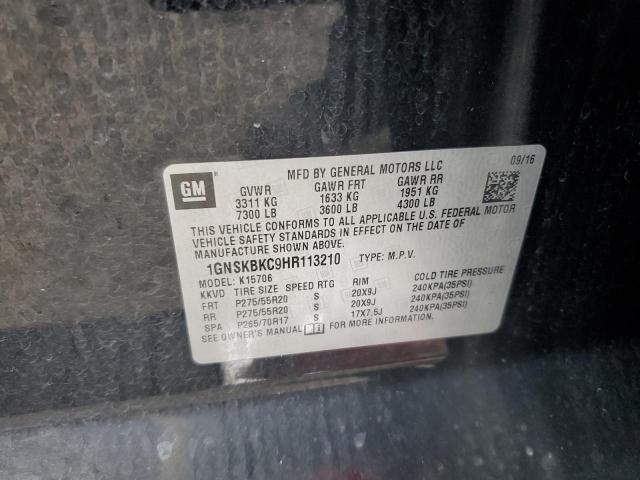 GM
MFD BY GENERAL MOTORS LLC
09/16
GVWR GAWR FRT GAWR RR
3311 KG 1633 KG 1951 KG
7300 LB 3600 LB 4300 LB
THIS VEHICLE CONFORMS TO ALL APPLICABLE U.S. FEDERAL MOTOR
VEHICLE SAFETY STANDARDS IN EFFECT ON THE DATE OF
MANUFACTURE SHOWN ABOVE.
1GNSKBKC9HR113210 TYPE: M.P.V.
MODEL: K15706
KKVD TIRE SIZE SPEED RTG RIM COLD TIRE PRESSURE
FRT P275/55R20 S 20X9J 240KPA(35PSI)
RR P275/55R20 S 20X9J 240KPA(35PSI)
SPA P265/70R17 S 17X7.5J 240KPA(35PSI)
SEE OWNER'S MANUAL FOR MORE INFORMATION.